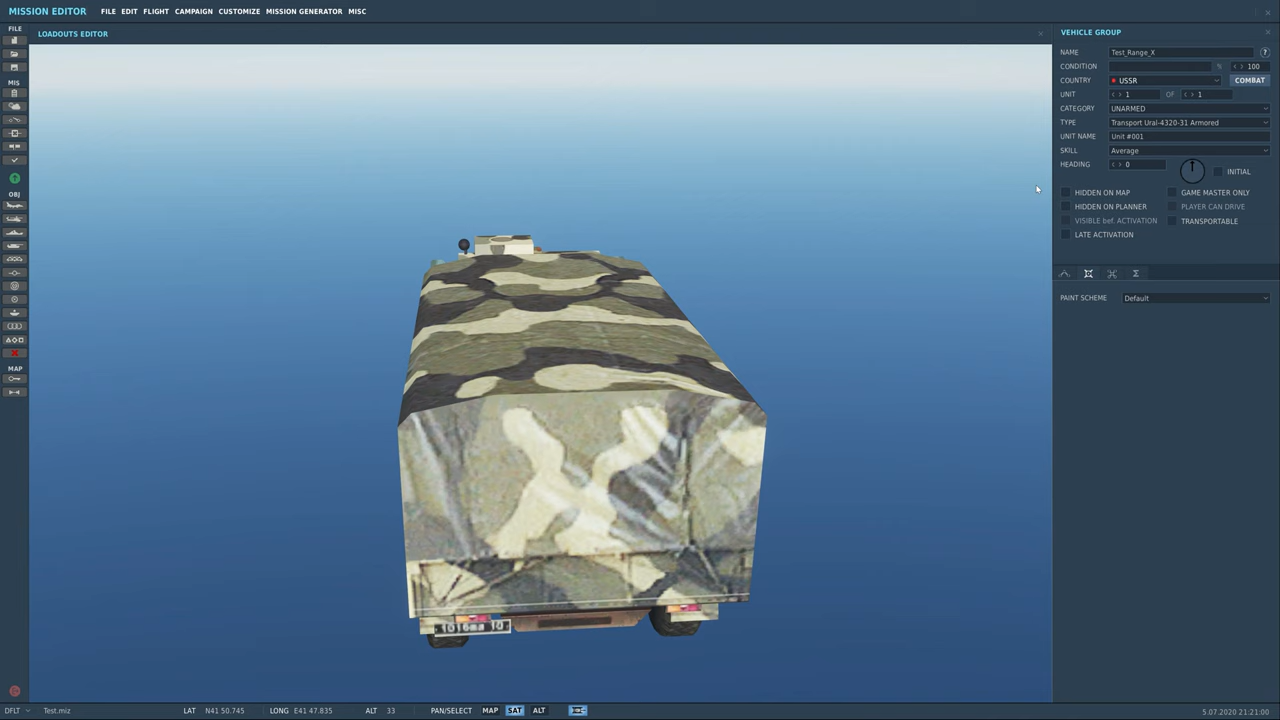 MISSION EDITOR FILE EDIT FLIGHT CAMPAIGN CUSTOMIZE MISSION GENERATOR MISC
FILE
LOADOUTS EDITOR
VEHICLE GROUP
NAME Test_Range_X ?
CONDITION % 100
COUNTRY USSR COMBAT
UNIT 1 OF 1
CATEGORY UNARMED
TYPE Transport Ural-4320-31 Armored
UNIT NAME Unit #001
SKILL Average
HEADING 0 INITIAL
HIDDEN ON MAP GAME MASTER ONLY
HIDDEN ON PLANNER PLAYER CAN DRIVE
VISIBLE bef. ACTIVATION TRANSPORTABLE
LATE ACTIVATION
PAINT SCHEME Default
MIS
OBJ
MAP
DFLT Test.miz LAT N41 50.745 LONG E41 47.835 ALT 33 PAN/SELECT MAP SAT ALT 5.07.2020 21:21:00